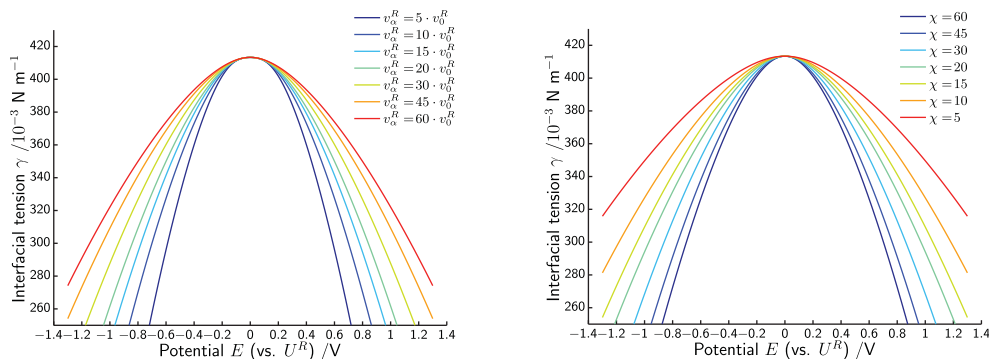 v_α^R = 5 · v_0^R
v_α^R = 10 · v_0^R
v_α^R = 15 · v_0^R
v_α^R = 20 · v_0^R
v_α^R = 30 · v_0^R
v_α^R = 45 · v_0^R
v_α^R = 60 · v_0^R
420
400
380
360
340
320
300
280
260
Interfacial tension γ /10⁻³ N m⁻¹
−1.4 −1.2 −1 −0.8 −0.6 −0.4 −0.2 0 0.2 0.4 0.6 0.8 1 1.2 1.4
Potential E (vs. U^R) /V
χ = 60
χ = 45
χ = 30
χ = 20
χ = 15
χ = 10
χ = 5
420
400
380
360
340
320
300
280
260
Interfacial tension γ /10⁻³ N m⁻¹
−1.4 −1.2 −1 −0.8 −0.6 −0.4 −0.2 0 0.2 0.4 0.6 0.8 1 1.2 1.4
Potential E (vs. U^R) /V